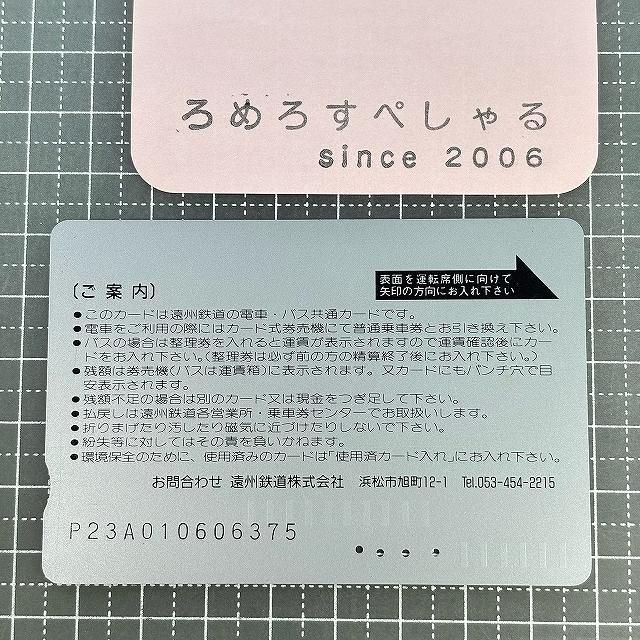 ろめろすぺしゃる
since 2006
表面を運転席側に向けて
矢印の方向にお入れ下さい
〔ご案内〕
●このカードは遠州鉄道の電車・バス共通カードです。
●電車をご利用の際にはカード式券売機にて普通乗車券とお引き換え下さい。
●バスの場合は整理券を入れると運賃が表示されますので運賃確認後にカー
ドをお入れ下さい。(整理券は必ず前の方の精算終了後にお入れ下さい。)
●残額は券売機(バスは運賃箱)に表示されます。又カードにもパンチ穴で目
安表示されます。
●残額不足の場合は別のカード又は現金をつぎ足して下さい。
●払戻しは遠州鉄道各営業所・乗車券センターでお取扱いします。
●折りまげたり汚したり磁気に近づけたりしないで下さい。
●紛失等に対してはその責を負いかねます。
●環境保全のために、使用済みのカードは「使用済カード入れ」にお入れ下さい。
お問合わせ 遠州鉄道株式会社 浜松市旭町12-1 Tel.053-454-2215
P23A010606375